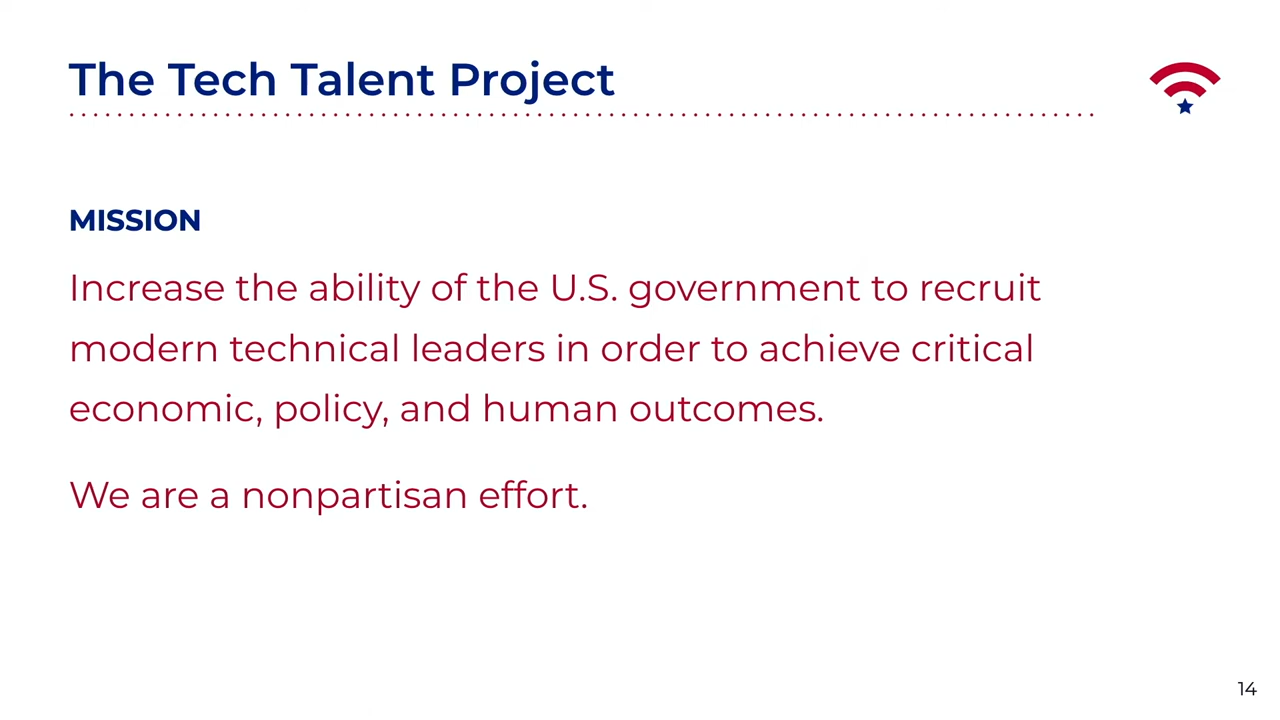 The Tech Talent Project
MISSION
Increase the ability of the U.S. government to recruit
modern technical leaders in order to achieve critical
economic, policy, and human outcomes.
We are a nonpartisan effort.
14